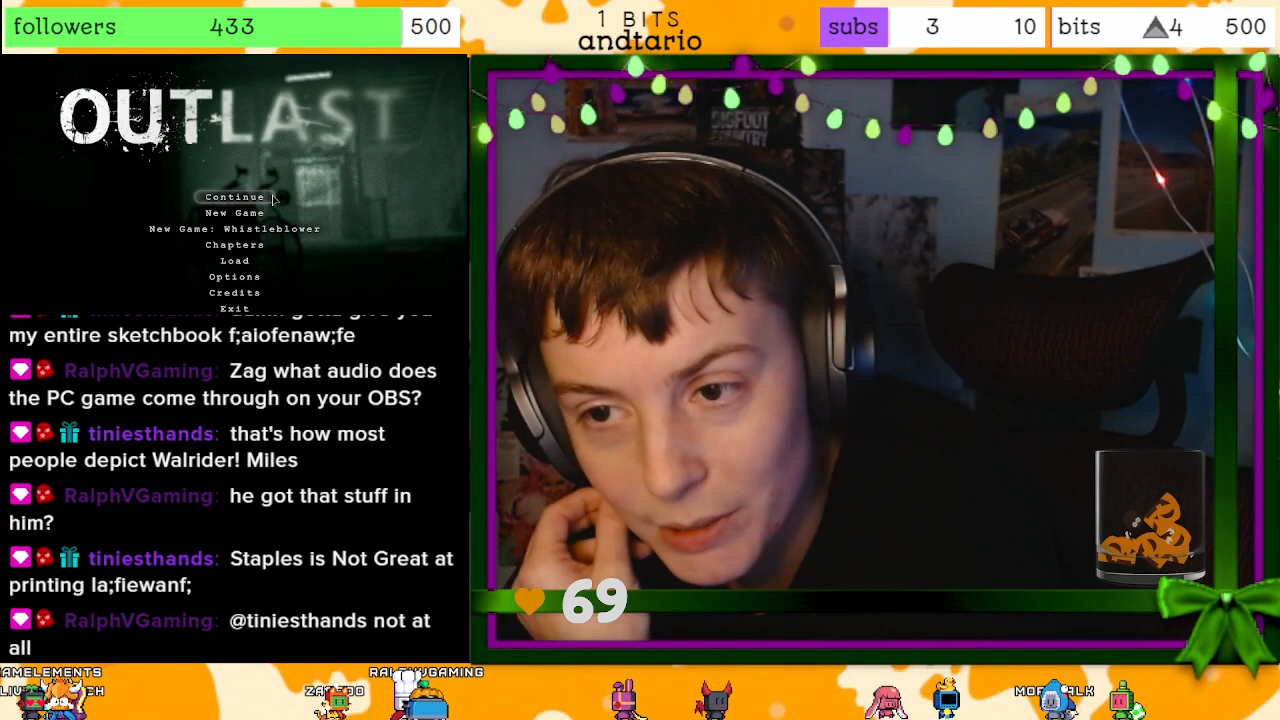 followers 433 500
1 BITS
andtario
subs 3 10
bits 4 500
OUTLAST
Continue
New Game
New Game: Whistleblower
Chapters
Load
Options
Credits
Exit
my entire sketchbook f;aiofenaw;fe
RalphVGaming: Zag what audio does
the PC game come through on your OBS?
tiniesthands: that's how most
people depict Walrider! Miles
RalphVGaming: he got that stuff in
him?
tiniesthands: Staples is Not Great at
printing la;fiewanf;
RalphVGaming: @tiniesthands not at
all
BIGFOOT
69
AMELEMENTS